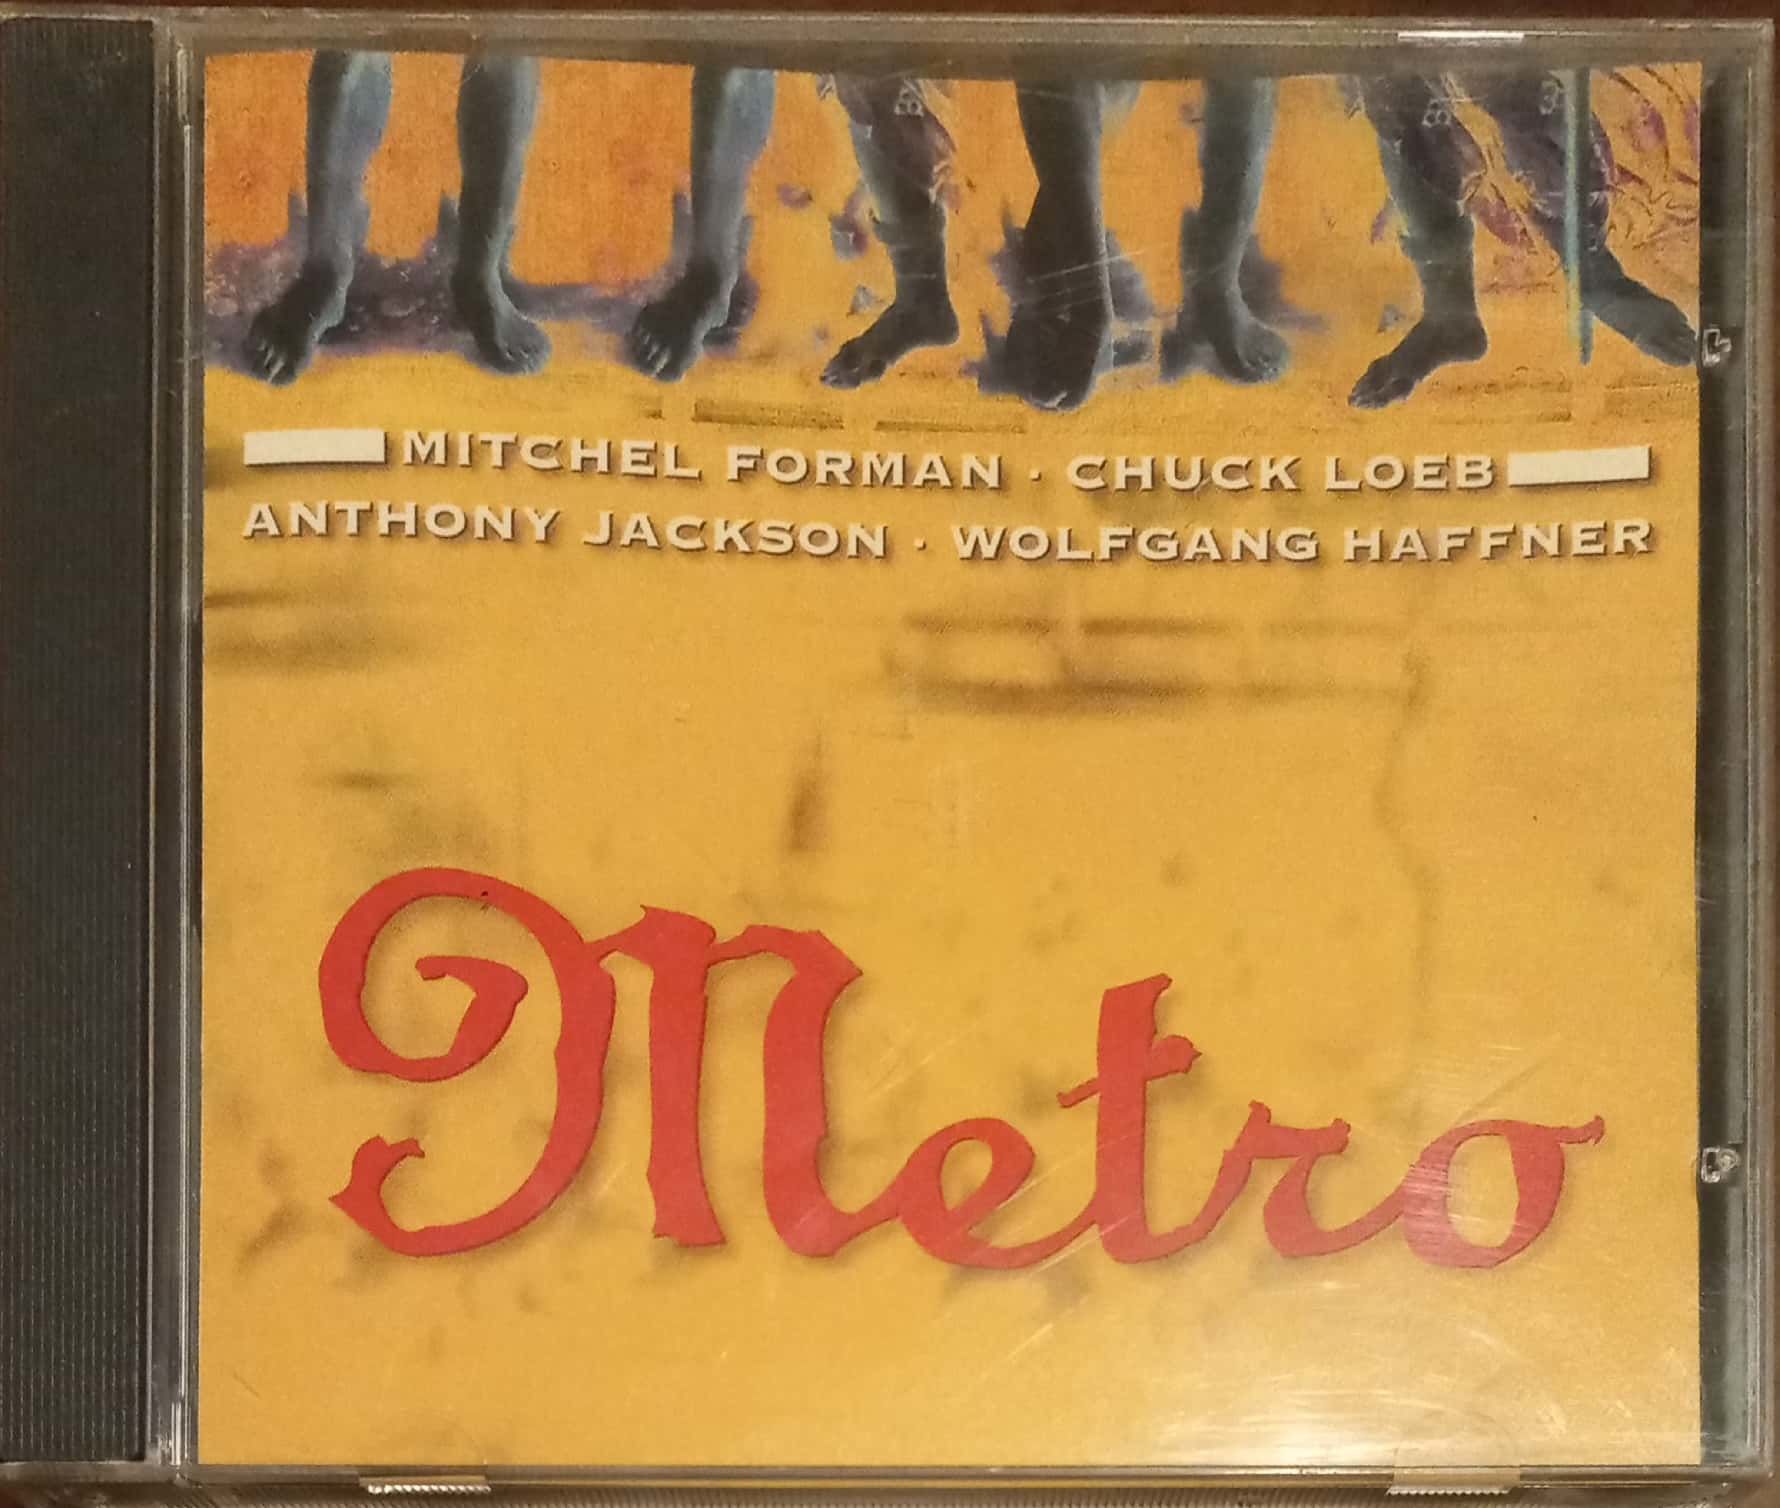 MITCHEL FORMAN · CHUCK LOEB
ANTHONY JACKSON · WOLFGANG HAFFNER
Metro